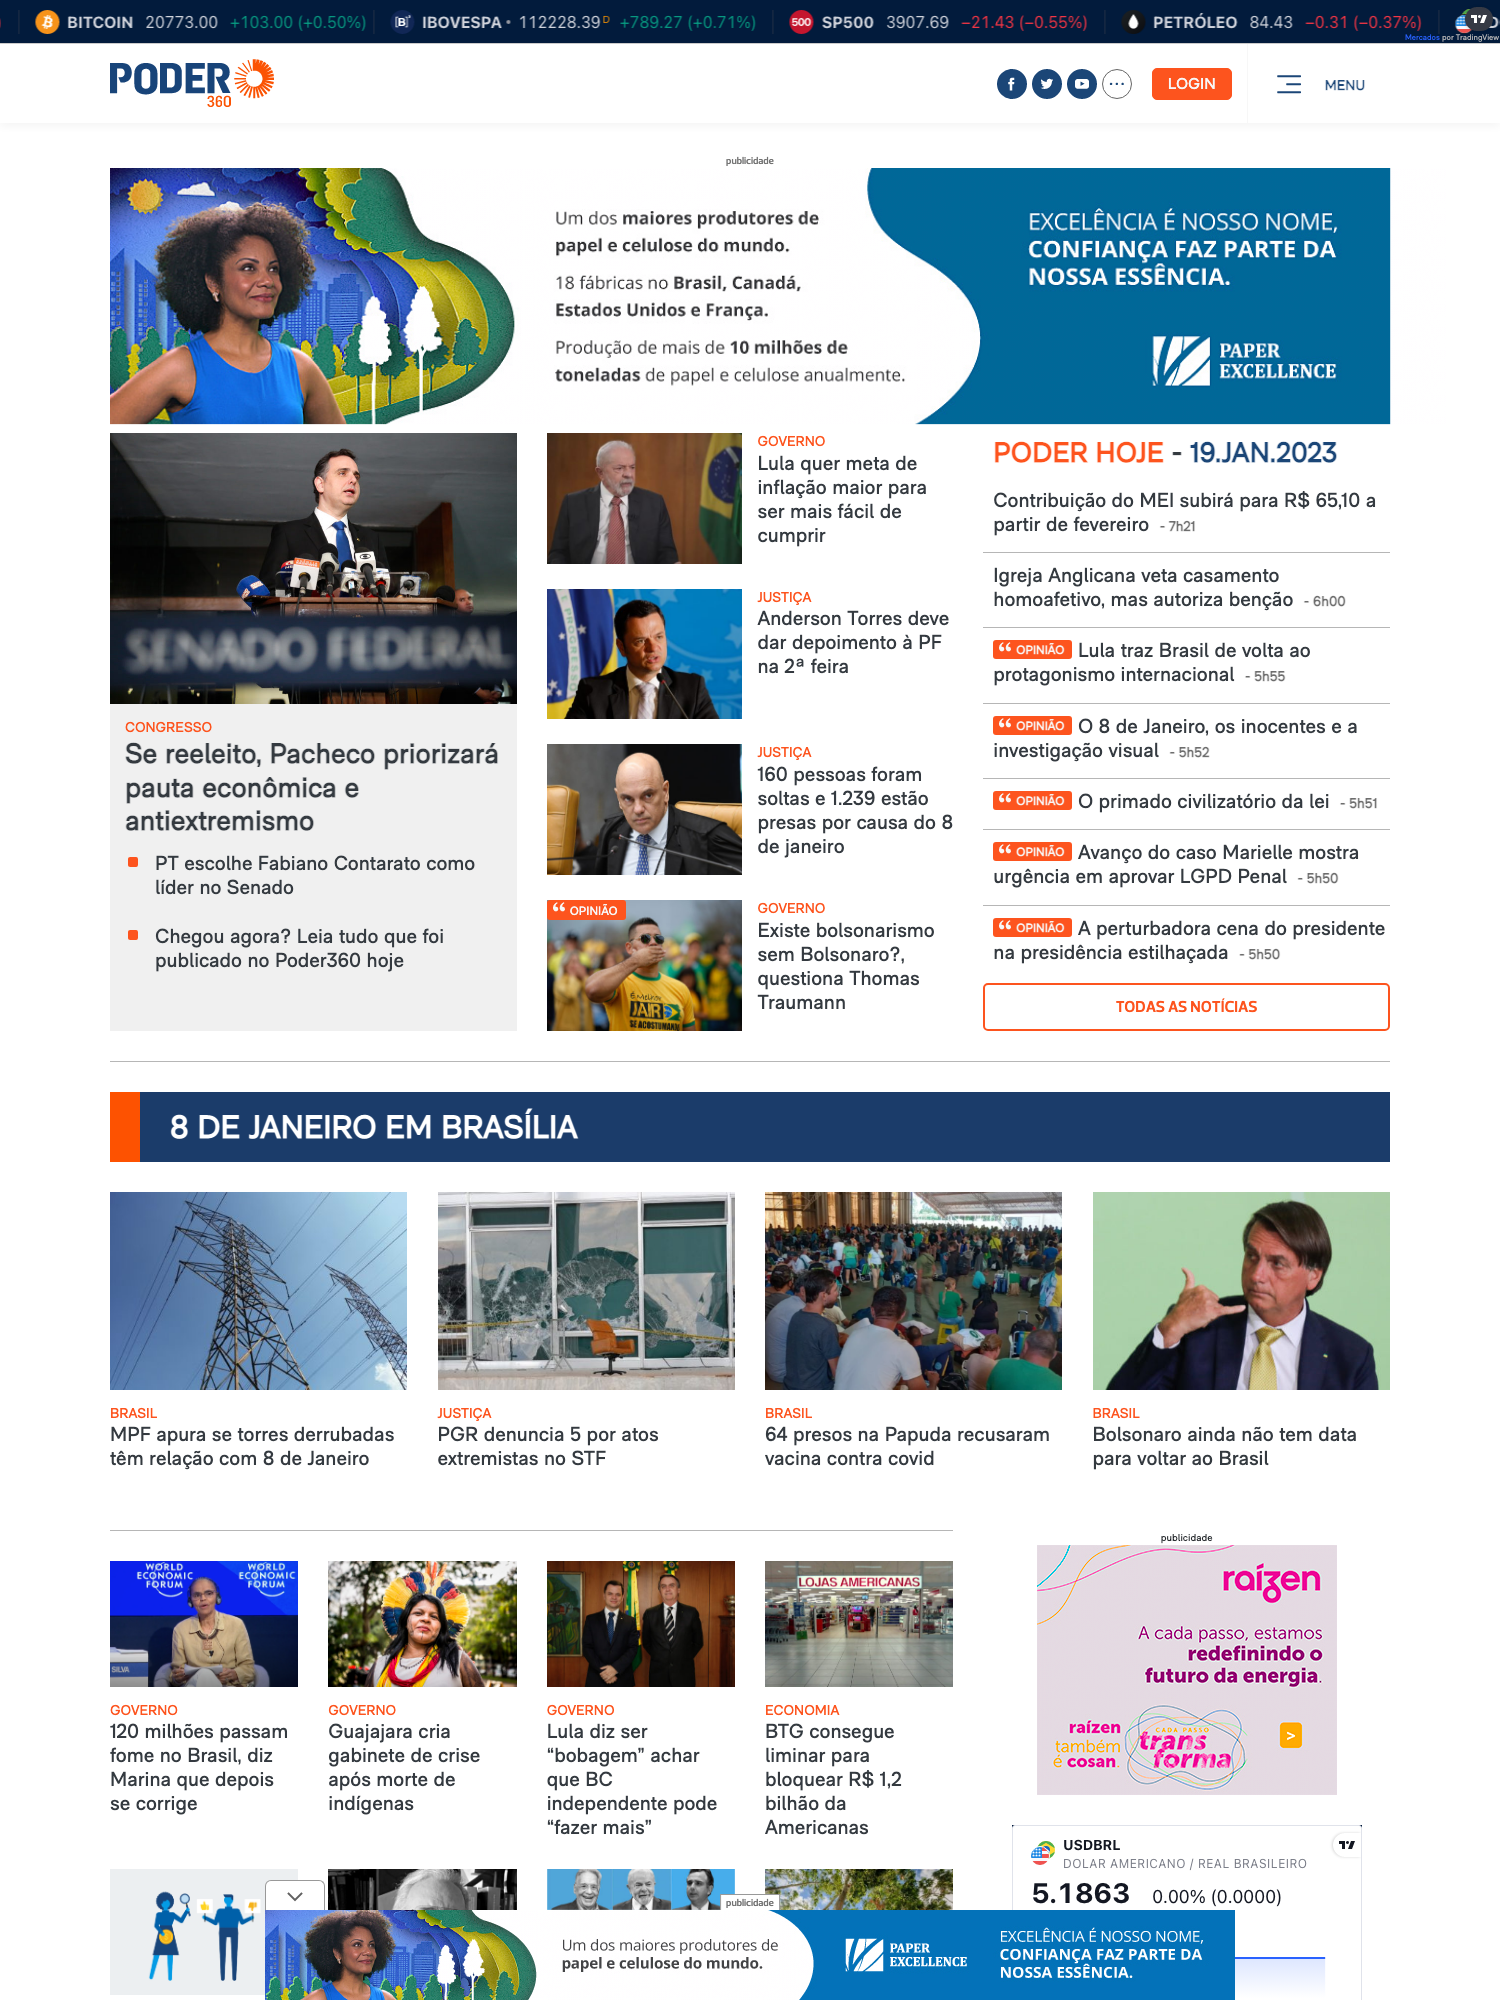 BITCOIN 20773.00 +103.00 (+0.50%)
IBOVESPA 112228.39 D +789.27 (+0.71%)
SP500 3907.69 −21.43 (−0.55%)
PETRÓLEO 84.43 −0.31 (−0.37%)
Mercados por TradingView
PODER
360
LOGIN
MENU
publicidade
Um dos maiores produtores de
papel e celulose do mundo.
18 fábricas no Brasil, Canadá,
Estados Unidos e França.
Produção de mais de 10 milhões de
toneladas de papel e celulose anualmente.
EXCELÊNCIA É NOSSO NOME,
CONFIANÇA FAZ PARTE DA
NOSSA ESSÊNCIA.
PAPER
EXCELLENCE
SENADO FEDERAL
CONGRESSO
Se reeleito, Pacheco priorizará
pauta econômica e
antiextremismo
PT escolhe Fabiano Contarato como
líder no Senado
Chegou agora? Leia tudo que foi
publicado no Poder360 hoje
GOVERNO
Lula quer meta de
inflação maior para
ser mais fácil de
cumprir
JUSTIÇA
Anderson Torres deve
dar depoimento à PF
na 2ª feira
JUSTIÇA
160 pessoas foram
soltas e 1.239 estão
presas por causa do 8
de janeiro
“ OPINIÃO
É Melhor
JAIR
SE ACOSTUMANDO
GOVERNO
Existe bolsonarismo
sem Bolsonaro?,
questiona Thomas
Traumann
PODER HOJE - 19.JAN.2023
Contribuição do MEI subirá para R$ 65,10 a
partir de fevereiro - 7h21
Igreja Anglicana veta casamento
homoafetivo, mas autoriza benção - 6h00
“ OPINIÃO Lula traz Brasil de volta ao
protagonismo internacional - 5h55
“ OPINIÃO O 8 de Janeiro, os inocentes e a
investigação visual - 5h52
“ OPINIÃO O primado civilizatório da lei - 5h51
“ OPINIÃO Avanço do caso Marielle mostra
urgência em aprovar LGPD Penal - 5h50
“ OPINIÃO A perturbadora cena do presidente
na presidência estilhaçada - 5h50
TODAS AS NOTÍCIAS
8 DE JANEIRO EM BRASÍLIA
BRASIL
MPF apura se torres derrubadas
têm relação com 8 de Janeiro
JUSTIÇA
PGR denuncia 5 por atos
extremistas no STF
BRASIL
64 presos na Papuda recusaram
vacina contra covid
BRASIL
Bolsonaro ainda não tem data
para voltar ao Brasil
WORLD
ECONOMIC
FORUM
WORLD
ECONOMIC
FORUM
SILVA
GOVERNO
120 milhões passam
fome no Brasil, diz
Marina que depois
se corrige
GOVERNO
Guajajara cria
gabinete de crise
após morte de
indígenas
GOVERNO
Lula diz ser
“bobagem” achar
que BC
independente pode
“fazer mais”
LOJAS AMERICANAS
ECONOMIA
BTG consegue
liminar para
bloquear R$ 1,2
bilhão da
Americanas
publicidade
raízen
A cada passo, estamos
redefinindo o
futuro da energia.
raízen
também
é cosan.
CADA PASSO
transforma
>
USDBRL
DOLAR AMERICANO / REAL BRASILEIRO
5.1863 0.00% (0.0000)
publicidade
Um dos maiores produtores de
papel e celulose do mundo.
PAPER
EXCELLENCE
EXCELÊNCIA É NOSSO NOME,
CONFIANÇA FAZ PARTE DA
NOSSA ESSÊNCIA.